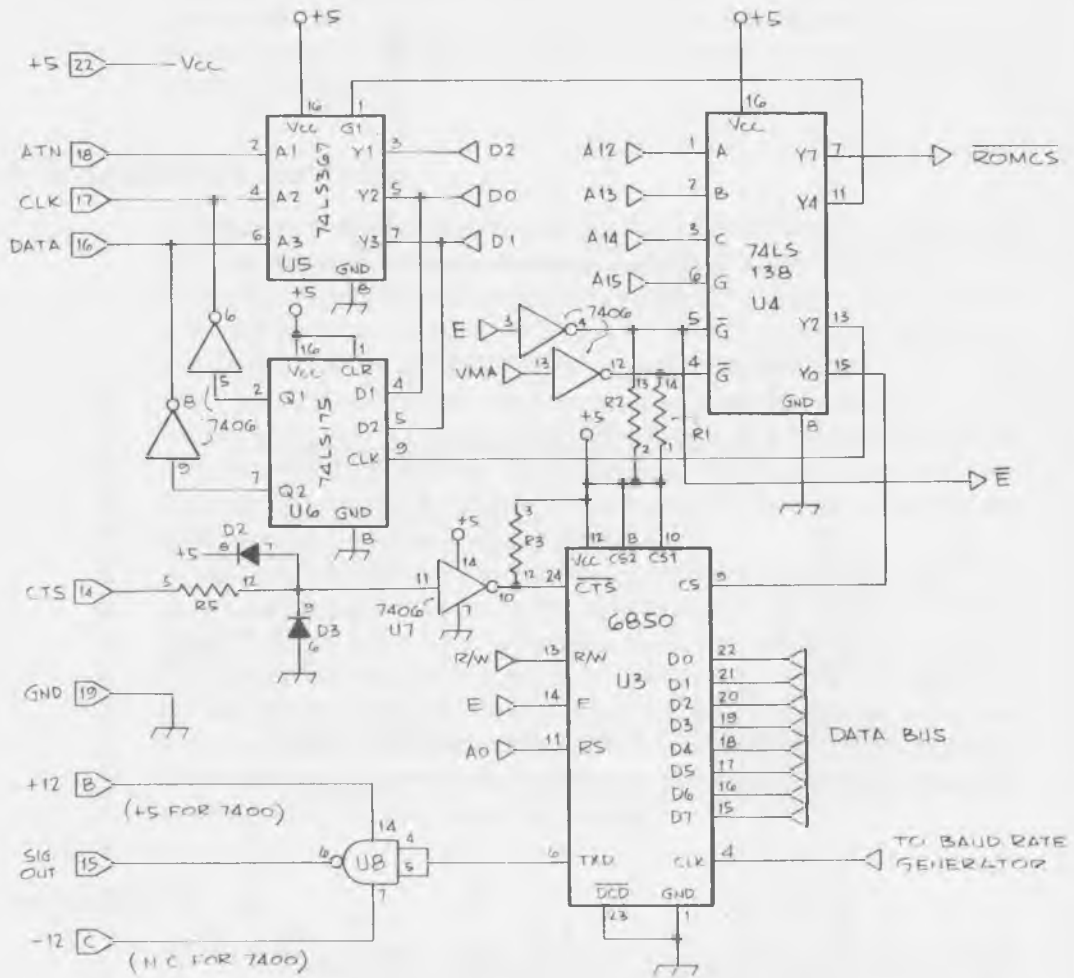 +5
+5
+5 22 Vcc
16 1
Vcc G1
ATN 18 2 A1 Y1 3 D2
CLK 17 4 A2 Y2 5 D0
DATA 16 6 A3 Y3 7 D1
74LS367
U5 GND
8
16
Vcc
A12 1 A Y7 7 ROMCS
A13 2 B Y4 11
A14 3 C
74LS
138
U4
A15 6 G
E 3 4 5 G Y2 13
7406
VMA 13 12 4 G Y0 15
GND
8
+5
16 1
Vcc CLR
6
5 2 Q1 D1 4
8
7406
D2 5
CLK 9
9 7 Q2
74LS175
U6 GND
8
13 14
R2 R1
2 1
+5
E
D2
+5 8 7
CTS 14 5 12
R5
9
D3
6
+5
14
11 10
7
7406
U7
3
R3
12
12 8 10
Vcc CS2 CS1
24 CTS CS 9
6850
U3
R/W 13 R/W
E 14 E
A0 11 RS
D0 22
D1 21
D2 20
D3 19
D4 18
D5 17
D6 16
D7 15
DATA BUS
GND 19
+12 B
(+5 FOR 7400)
14
SIG
OUT 15 6 U8 4
5
7
6 TXD CLK 4
TO BAUD RATE
GENERATOR
DCD GND
23 1
-12 C
(N.C. FOR 7400)